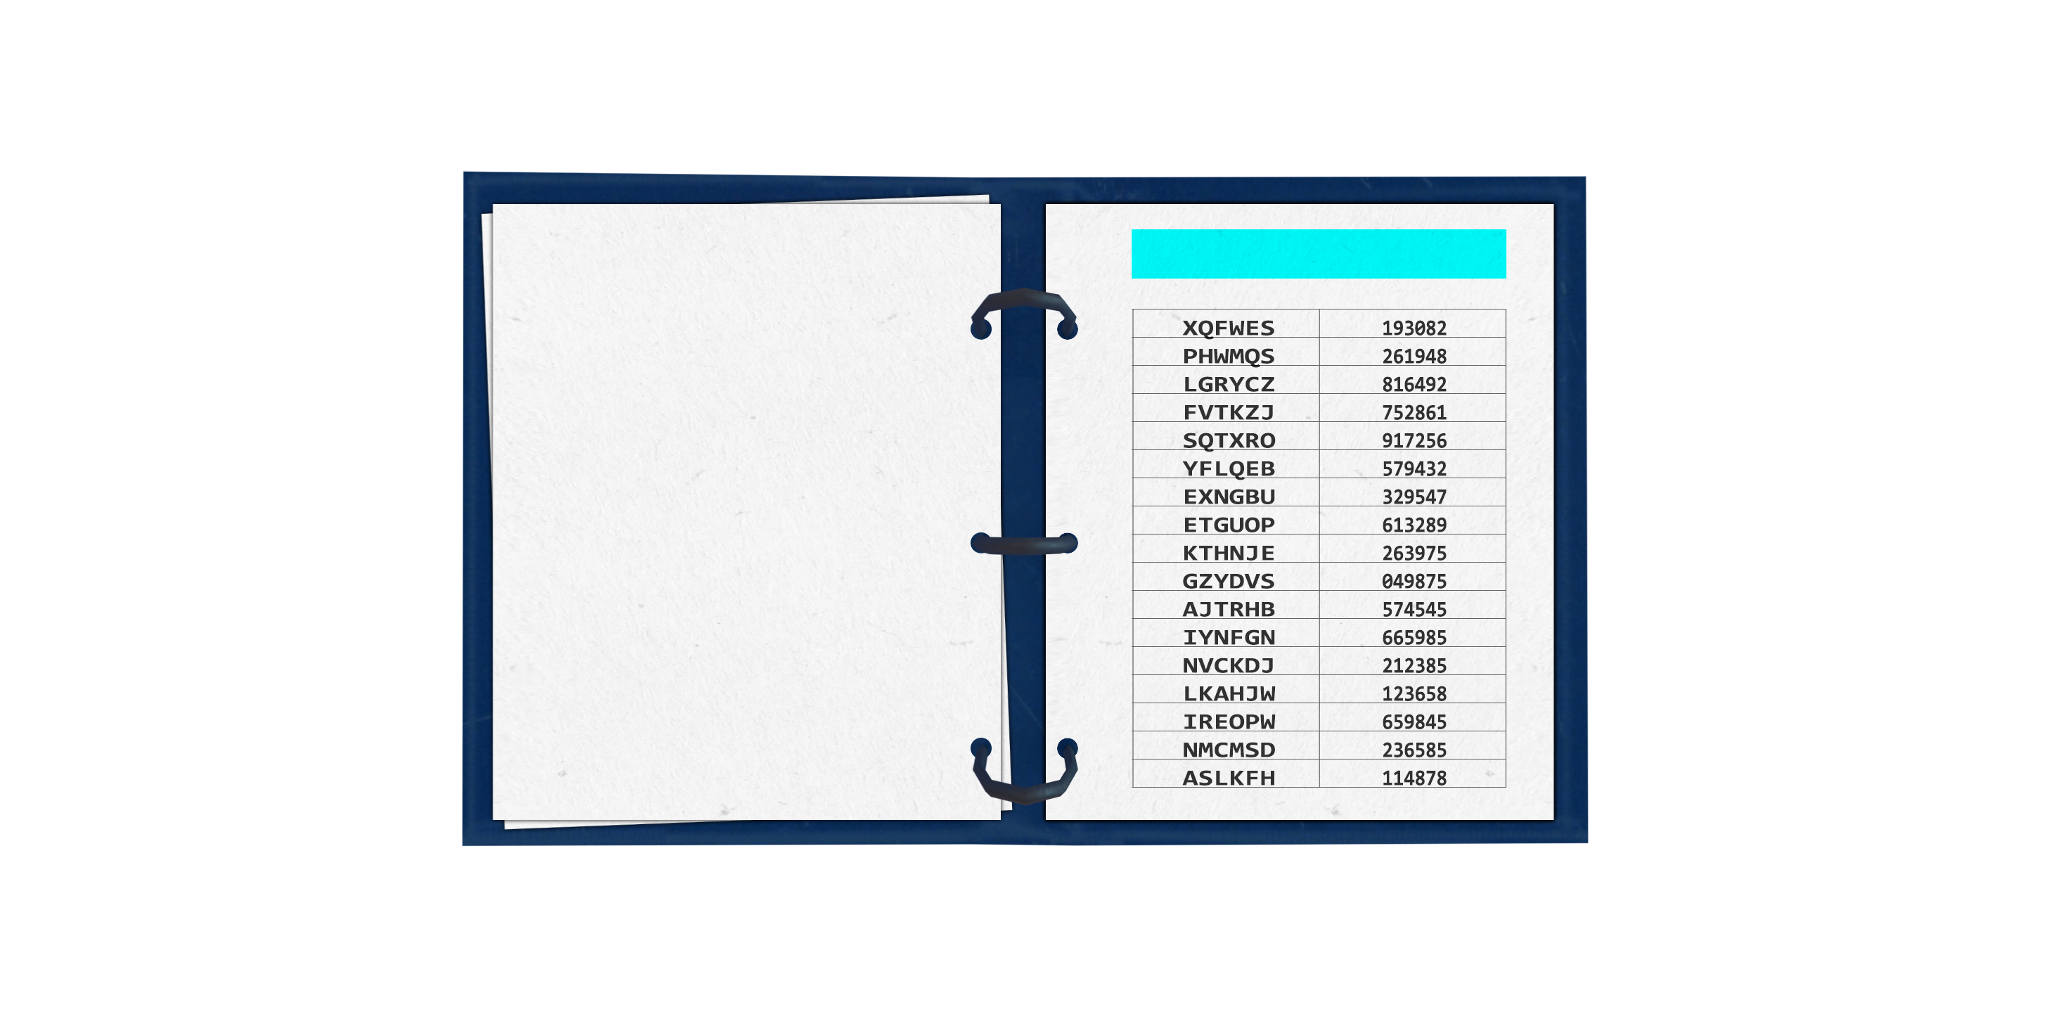 XQFWES 193082
PHWMQS 261948
LGRYCZ 816492
FVTKZJ 752861
SQTXRO 917256
YFLQEB 579432
EXNGBU 329547
ETGUOP 613289
KTHNJE 263975
GZYDVS 049875
AJTRHB 574545
IYNFGN 665985
NVCKDJ 212385
LKAHJW 123658
IREOPW 659845
NMCMSD 236585
ASLKFH 114878